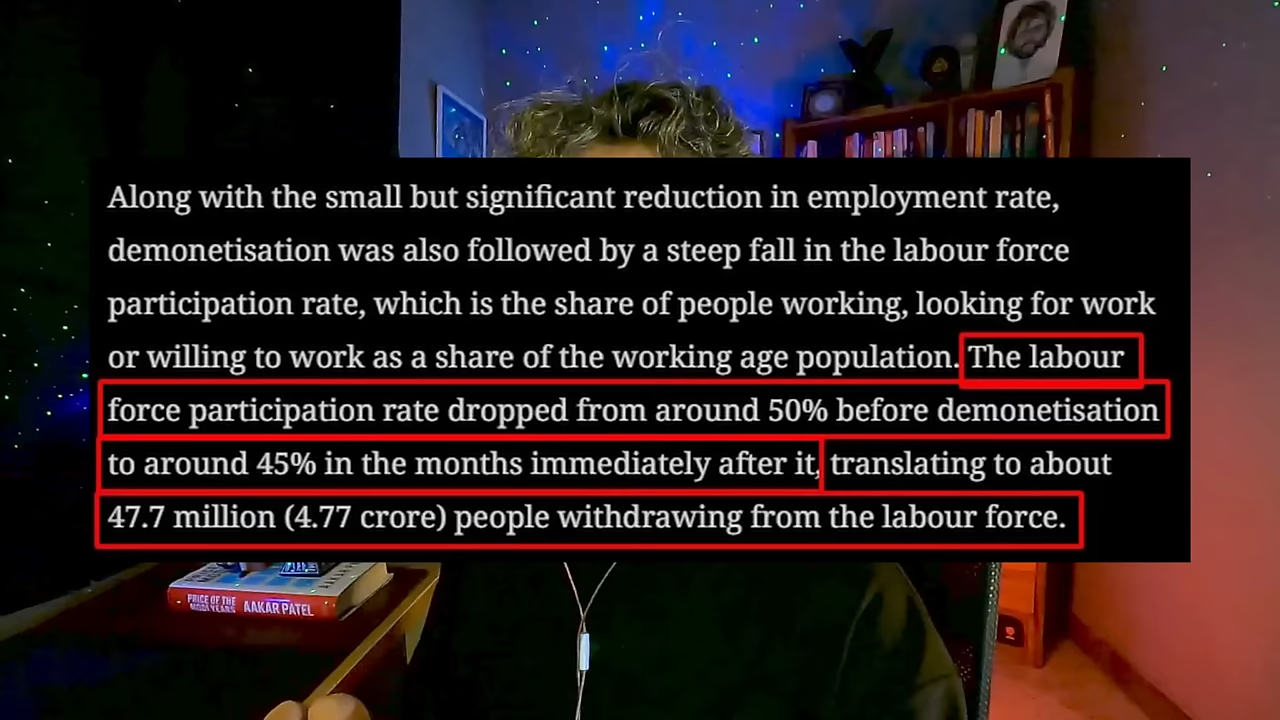 Along with the small but significant reduction in employment rate,
demonetisation was also followed by a steep fall in the labour force
participation rate, which is the share of people working, looking for work
or willing to work as a share of the working age population. The labour
force participation rate dropped from around 50% before demonetisation
to around 45% in the months immediately after it, translating to about
47.7 million (4.77 crore) people withdrawing from the labour force.
PRICE OF THE
MODI YEARS
AAKAR PATEL